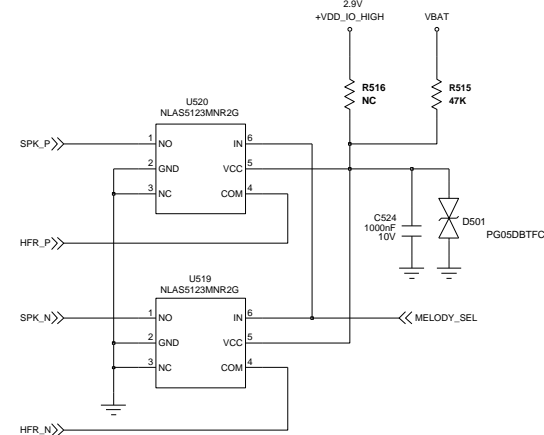 2.9V
+VDD_IO_HIGH
VBAT
R516
NC
R515
47K
U520
NLAS5123MNR2G
SPK_P
1
NO
IN
6
2
GND
VCC
5
3
NC
COM
4
HFR_P
C524
1000nF
10V
D501
PG05DBTFC
U519
NLAS5123MNR2G
SPK_N
1
NO
IN
6
MELODY_SEL
2
GND
VCC
5
3
NC
COM
4
HFR_N